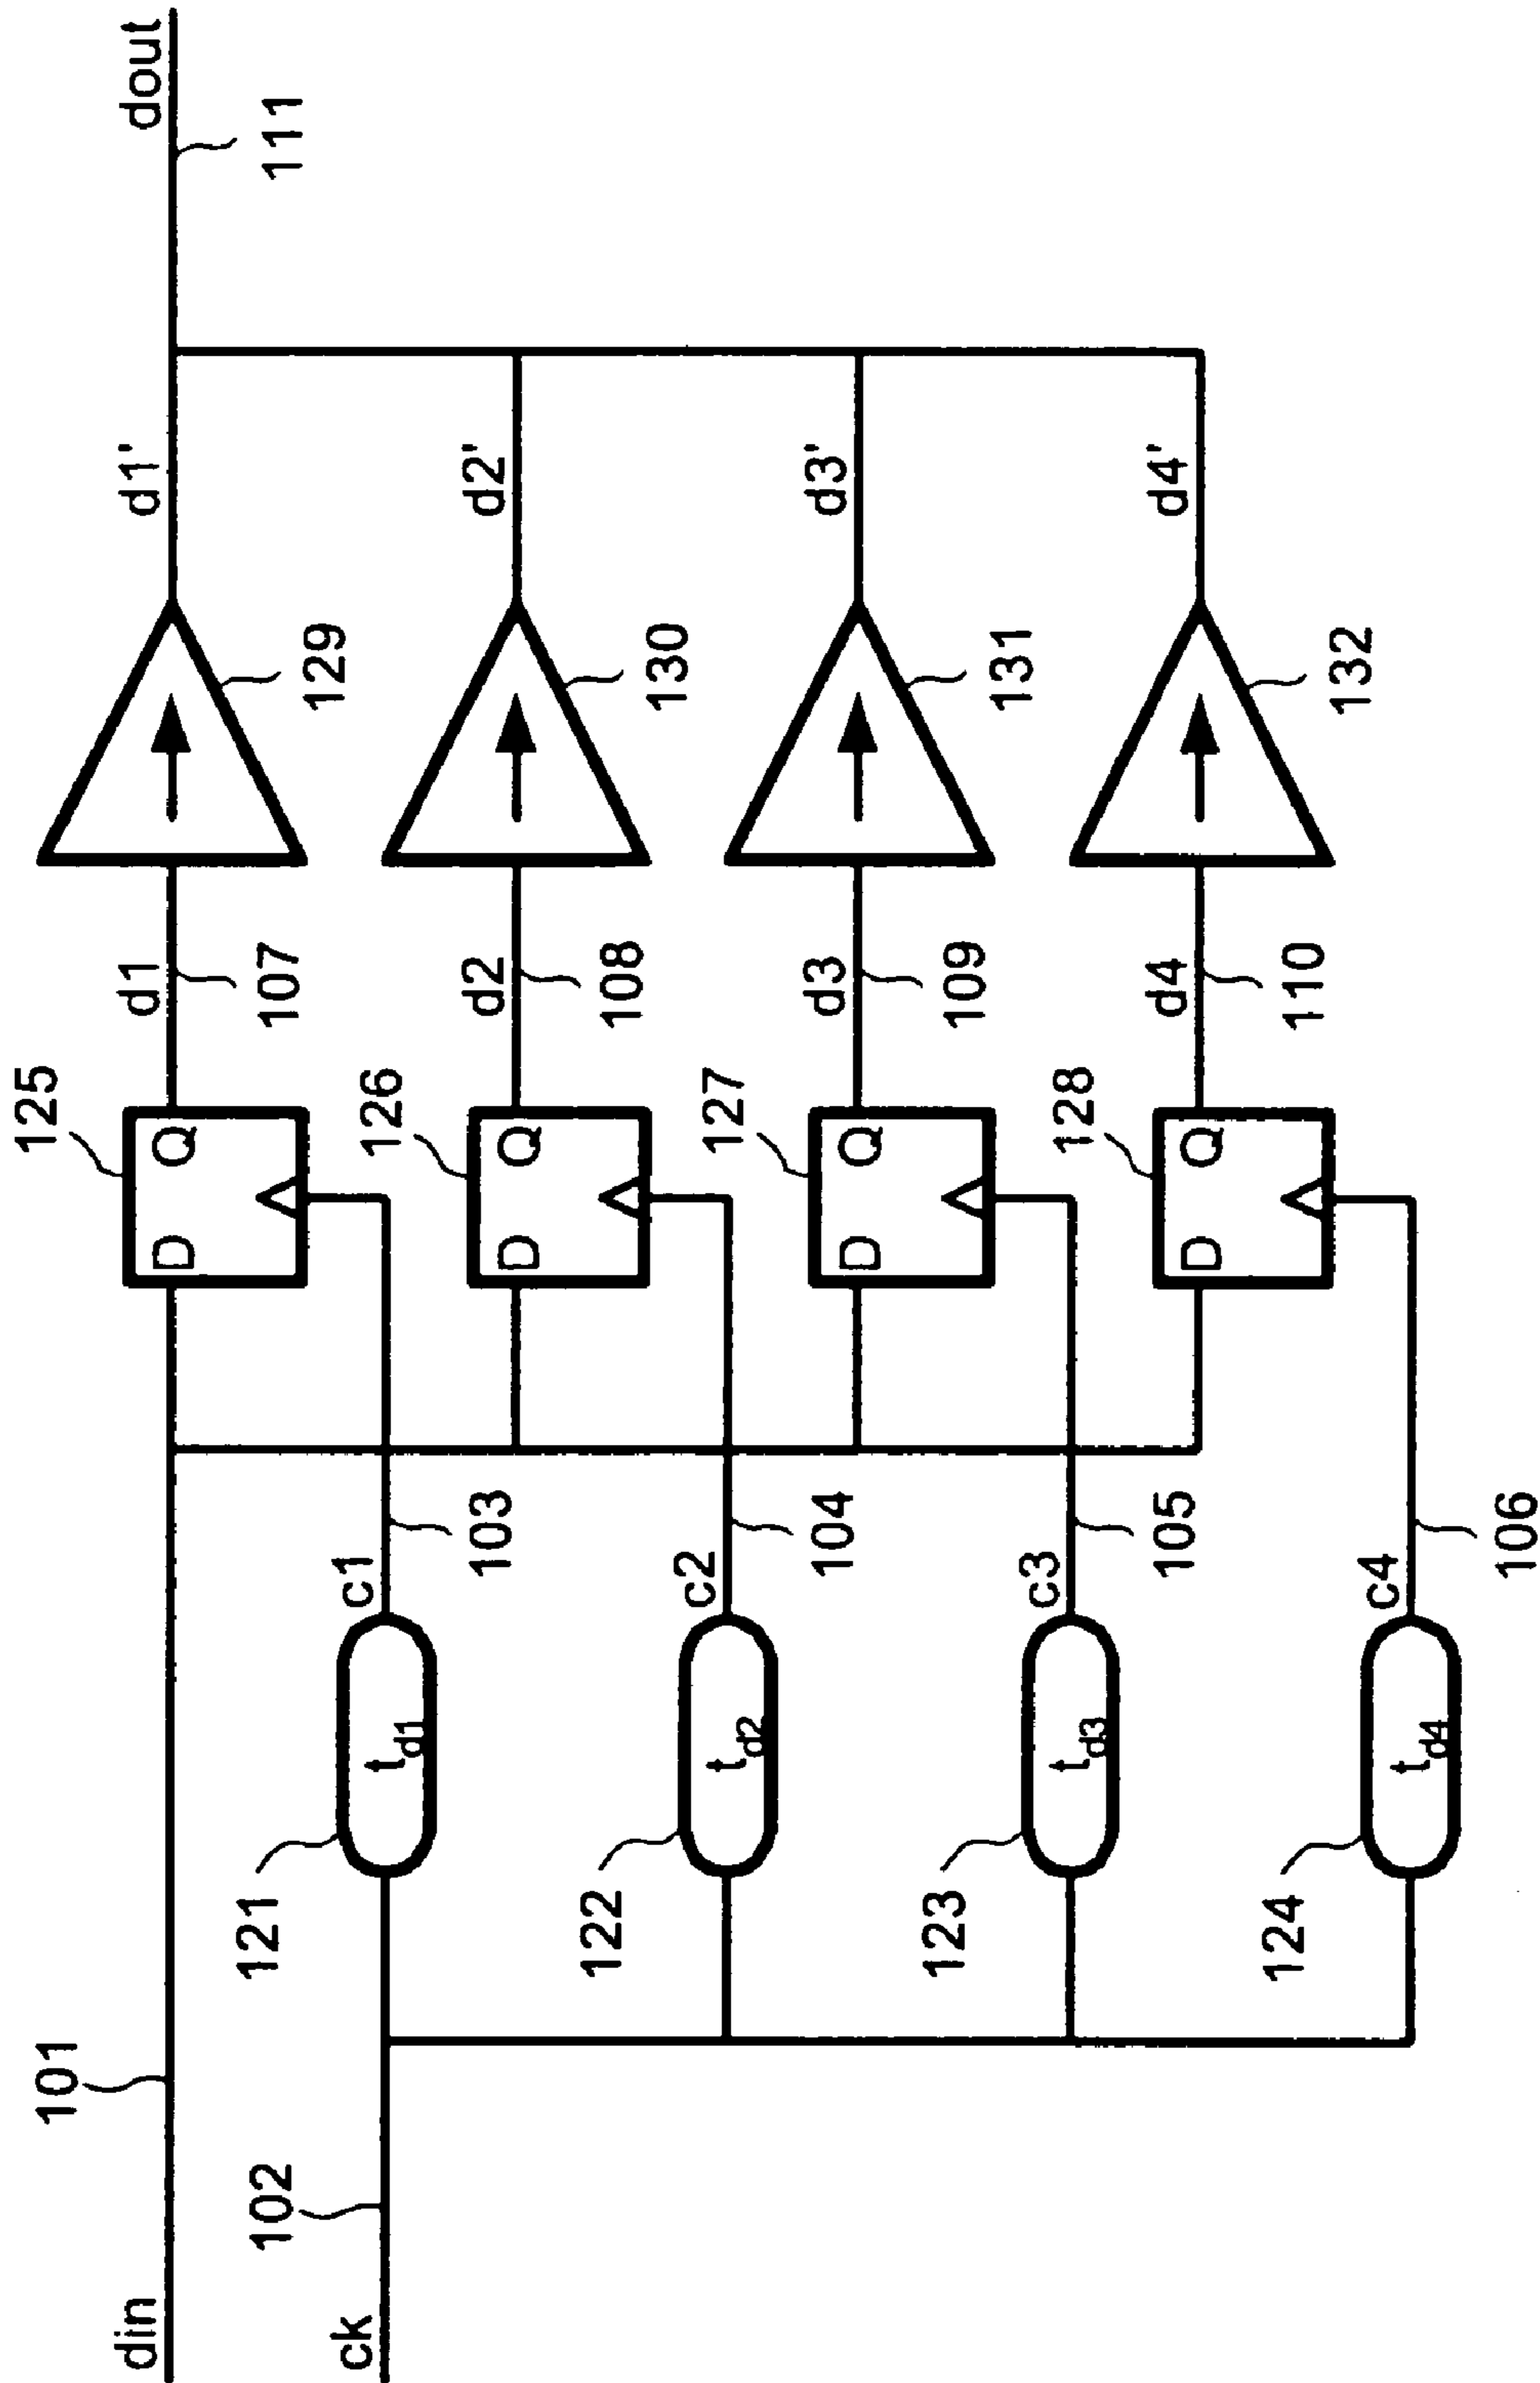 din
101
ck
102
121
t_d1
c1
103
122
t_d2
c2
104
123
t_d3
c3
105
124
t_d4
c4
106
125
D
Q
126
D
Q
127
D
Q
128
D
Q
d1
107
d2
108
d3
109
d4
110
129
130
131
132
d1'
d2'
d3'
d4'
dout
111